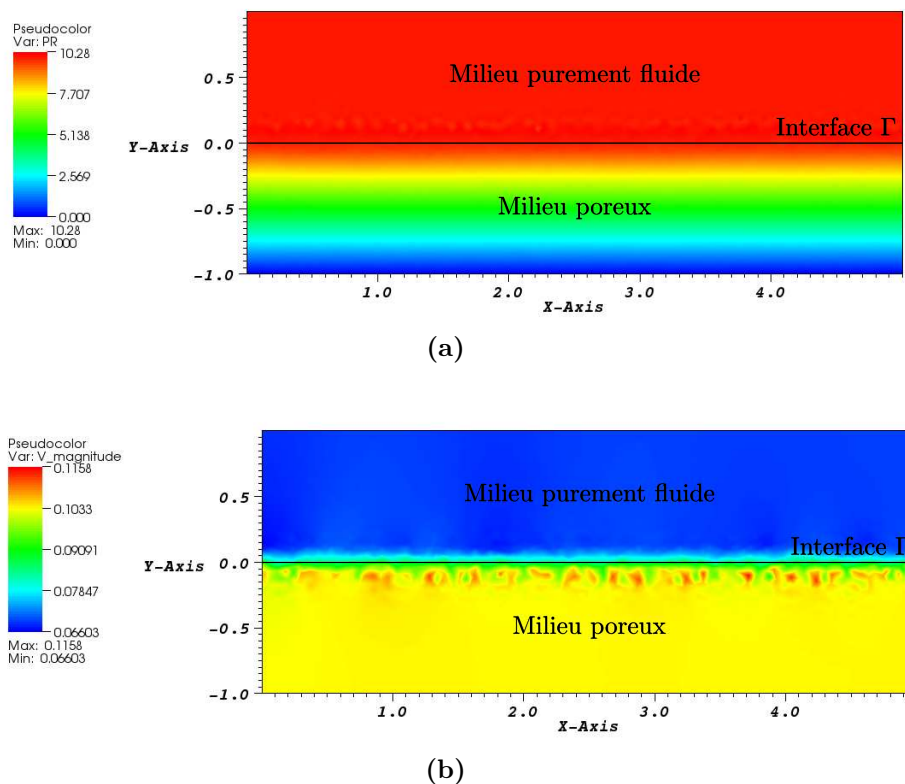 Pseudocolor
Var: PR
10.28
7.707
5.138
2.569
0.000
Max: 10.28
Min: 0.000
Y-Axis
0.5
0.0
-0.5
-1.0
Milieu purement fluide
Interface Γ
Milieu poreux
1.0 2.0 3.0 4.0
X-Axis
(a)
Pseudocolor
Var: V_magnitude
0.1158
0.1033
0.09091
0.07847
0.06603
Max: 0.1158
Min: 0.06603
Y-Axis
0.5
0.0
-0.5
-1.0
Milieu purement fluide
Interface Γ
Milieu poreux
1.0 2.0 3.0 4.0
X-Axis
(b)